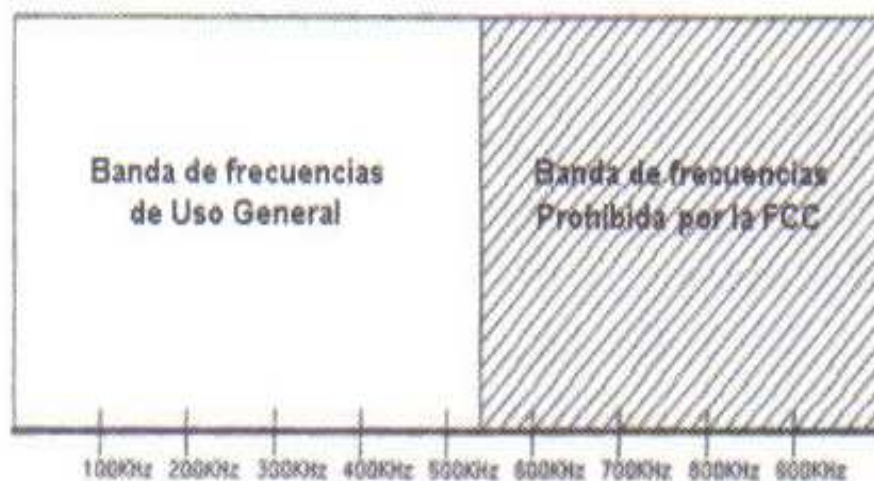 Banda de frecuencias
de Uso General
Banda de frecuencias
Prohibida por la FCC
100KHz 200KHz 300KHz 400KHz 500KHz 600KHz 700KHz 800KHz 900KHz